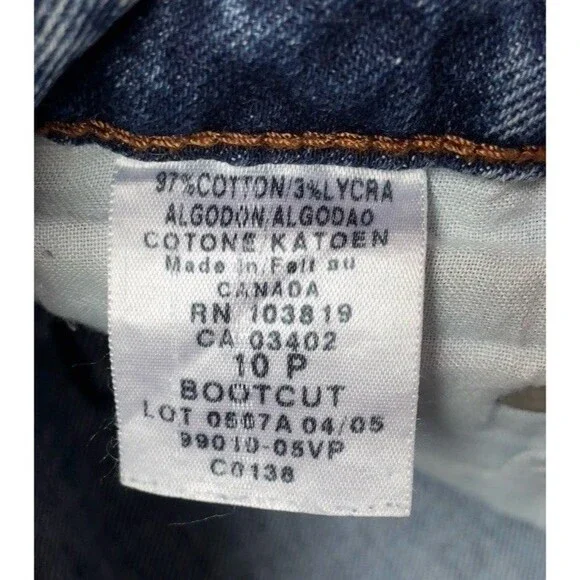 97%COTTON/3%LYCRA
ALGODON/ALGODAO
COTONE KATOEN
Made in/Fait au
CANADA
RN 103819
CA 03402
10 P
BOOTCUT
LOT 0507A 04/05
99010-05VP
C0138